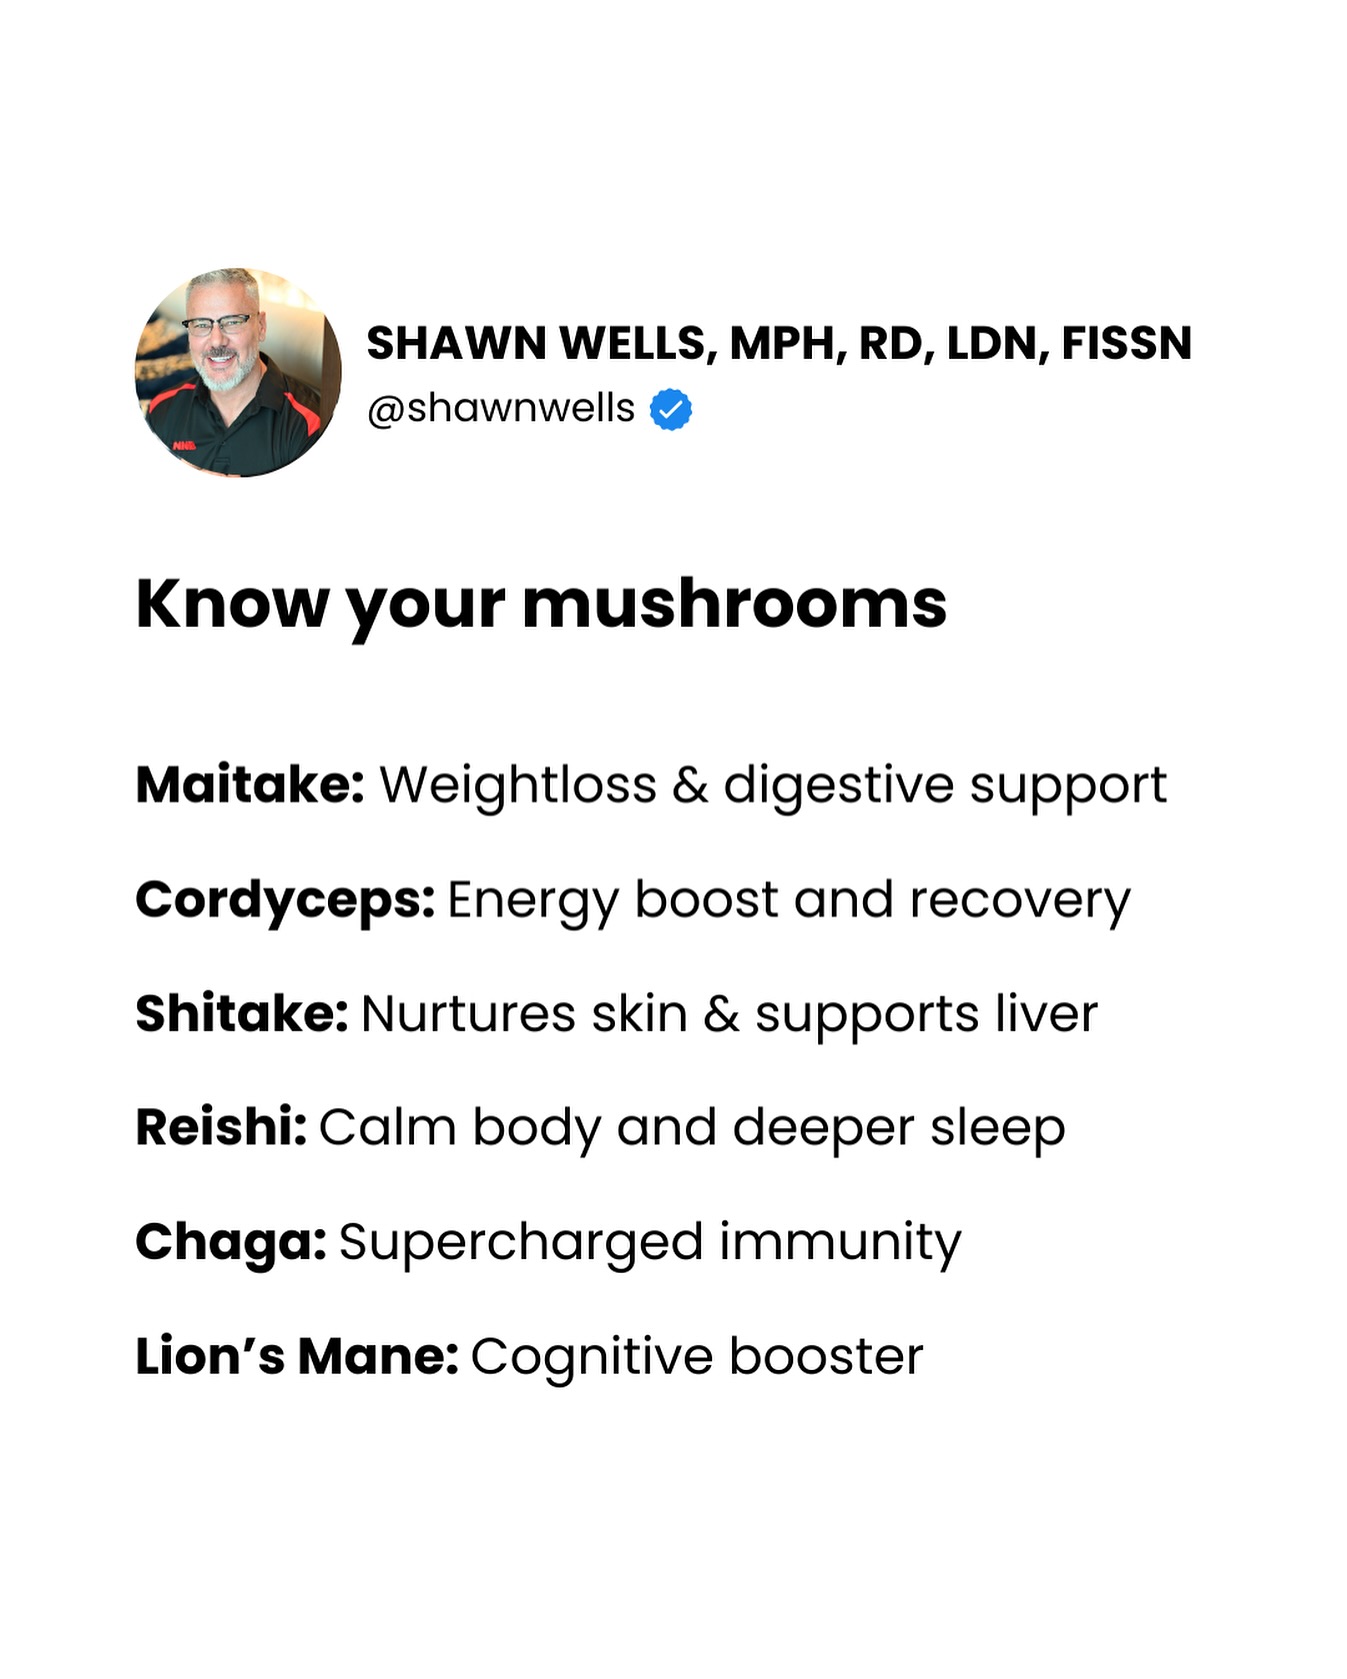 SHAWN WELLS, MPH, RD, LDN, FISSN
@shawnwells
NNB
Know your mushrooms
Maitake: Weightloss & digestive support
Cordyceps: Energy boost and recovery
Shitake: Nurtures skin & supports liver
Reishi: Calm body and deeper sleep
Chaga: Supercharged immunity
Lion’s Mane: Cognitive booster